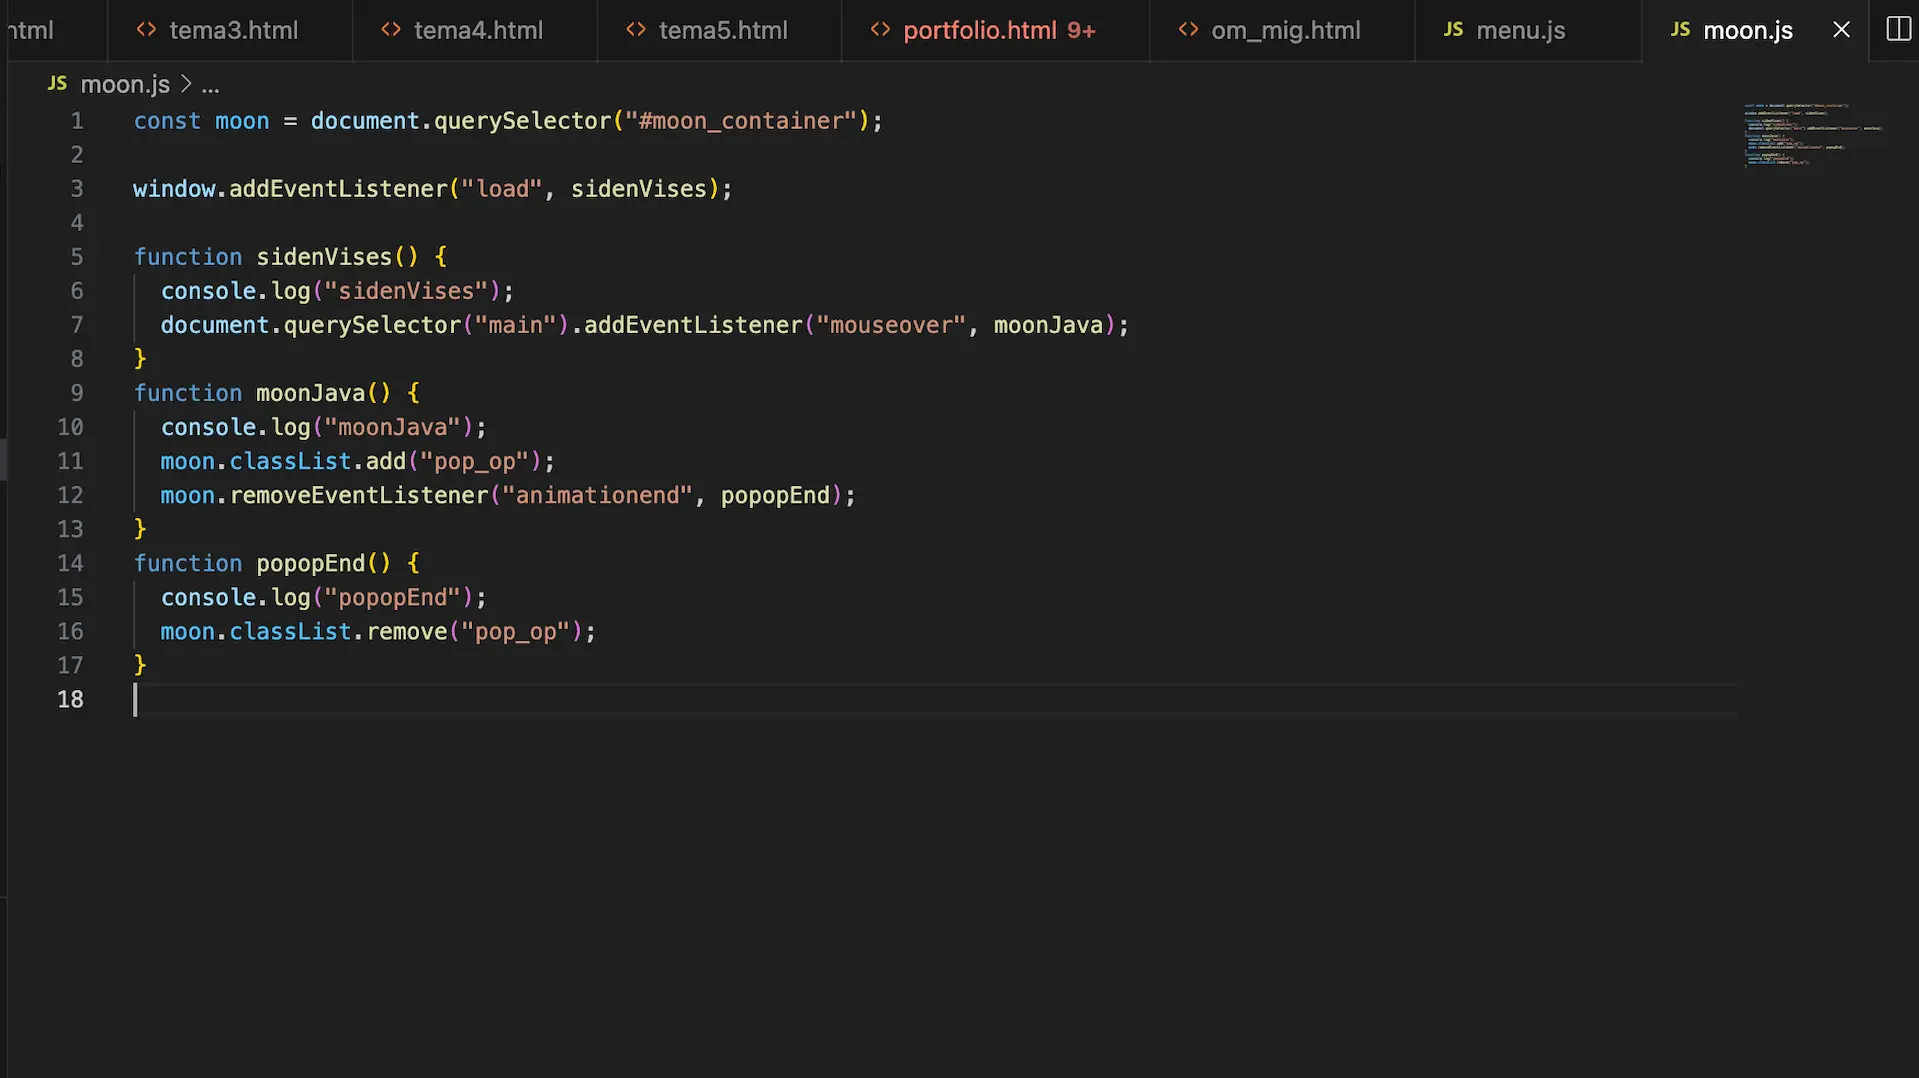 html <> tema3.html <> tema4.html <> tema5.html <> portfolio.html 9+ <> om_mig.html JS menu.js JS moon.js
JS moon.js > ...
1 const moon = document.querySelector("#moon_container");
2
3 window.addEventListener("load", sidenVises);
4
5 function sidenVises() {
6 console.log("sidenVises");
7 document.querySelector("main").addEventListener("mouseover", moonJava);
8 }
9 function moonJava() {
10 console.log("moonJava");
11 moon.classList.add("pop_op");
12 moon.removeEventListener("animationend", popopEnd);
13 }
14 function popopEnd() {
15 console.log("popopEnd");
16 moon.classList.remove("pop_op");
17 }
18